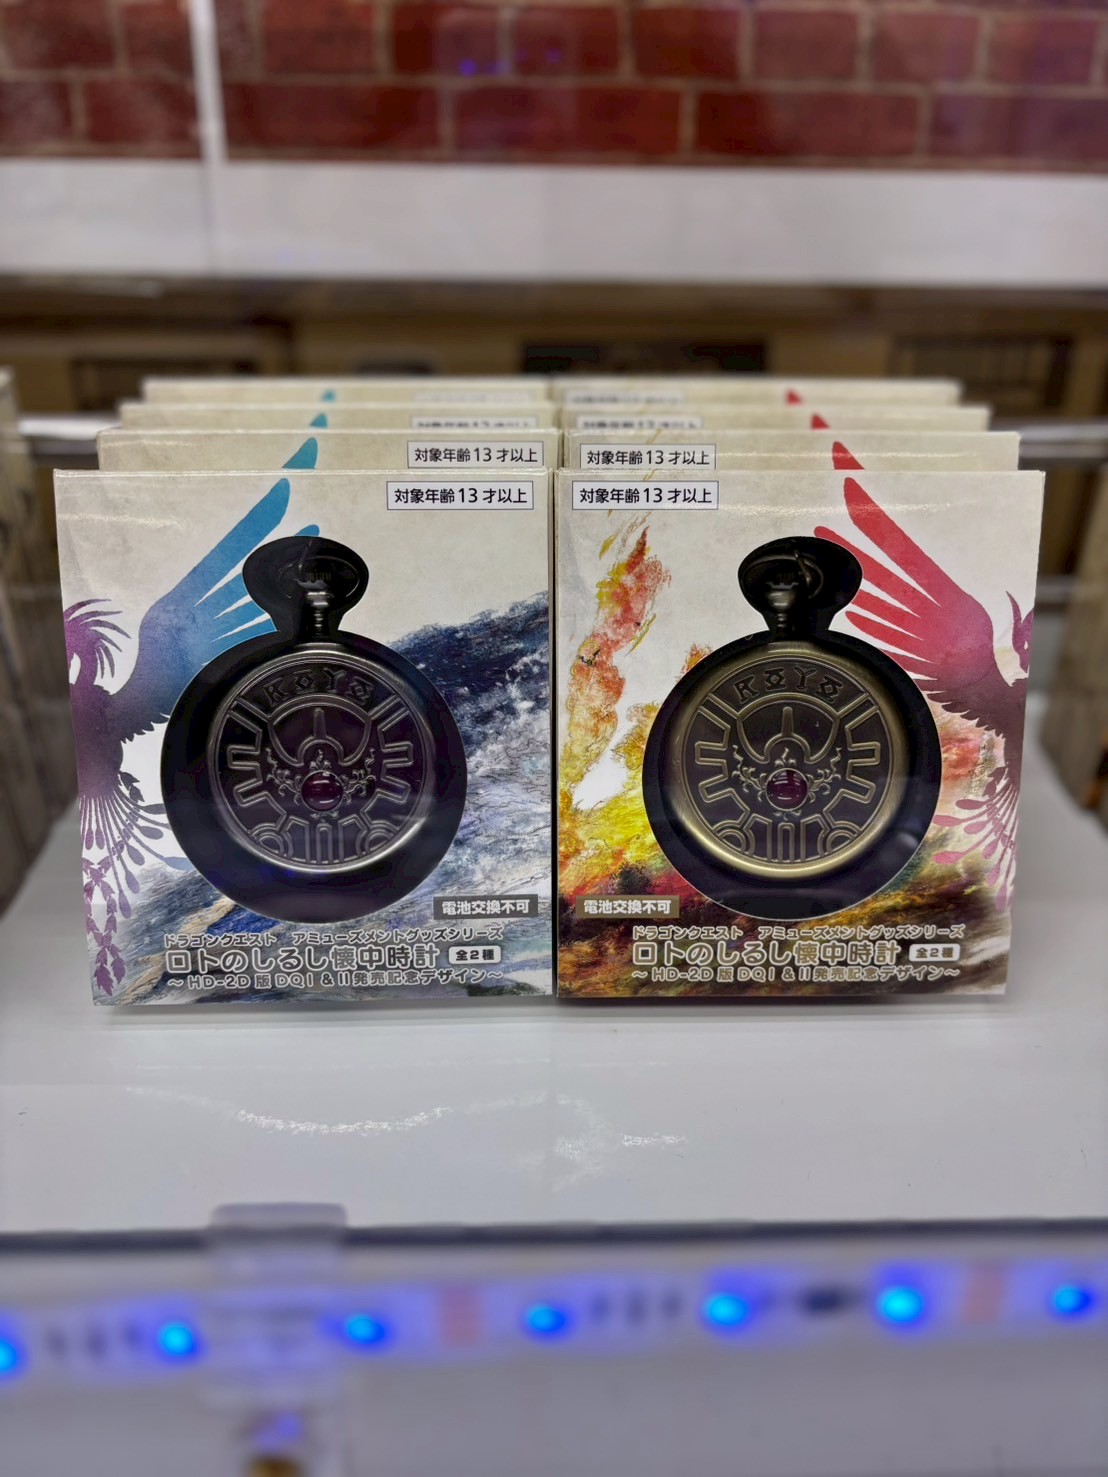 対象年齢13才以上
対象年齢13才以上
対象年齢13才以上
対象年齢13才以上
電池交換不可
ドラゴンクエスト アミューズメントグッズシリーズ
ロトのしるし懐中時計 全2種
～HD-2D版DQI&II発売記念デザイン～
電池交換不可
ドラゴンクエスト アミューズメントグッズシリーズ
ロトのしるし懐中時計 全2種
～HD-2D版DQI&II発売記念デザイン～